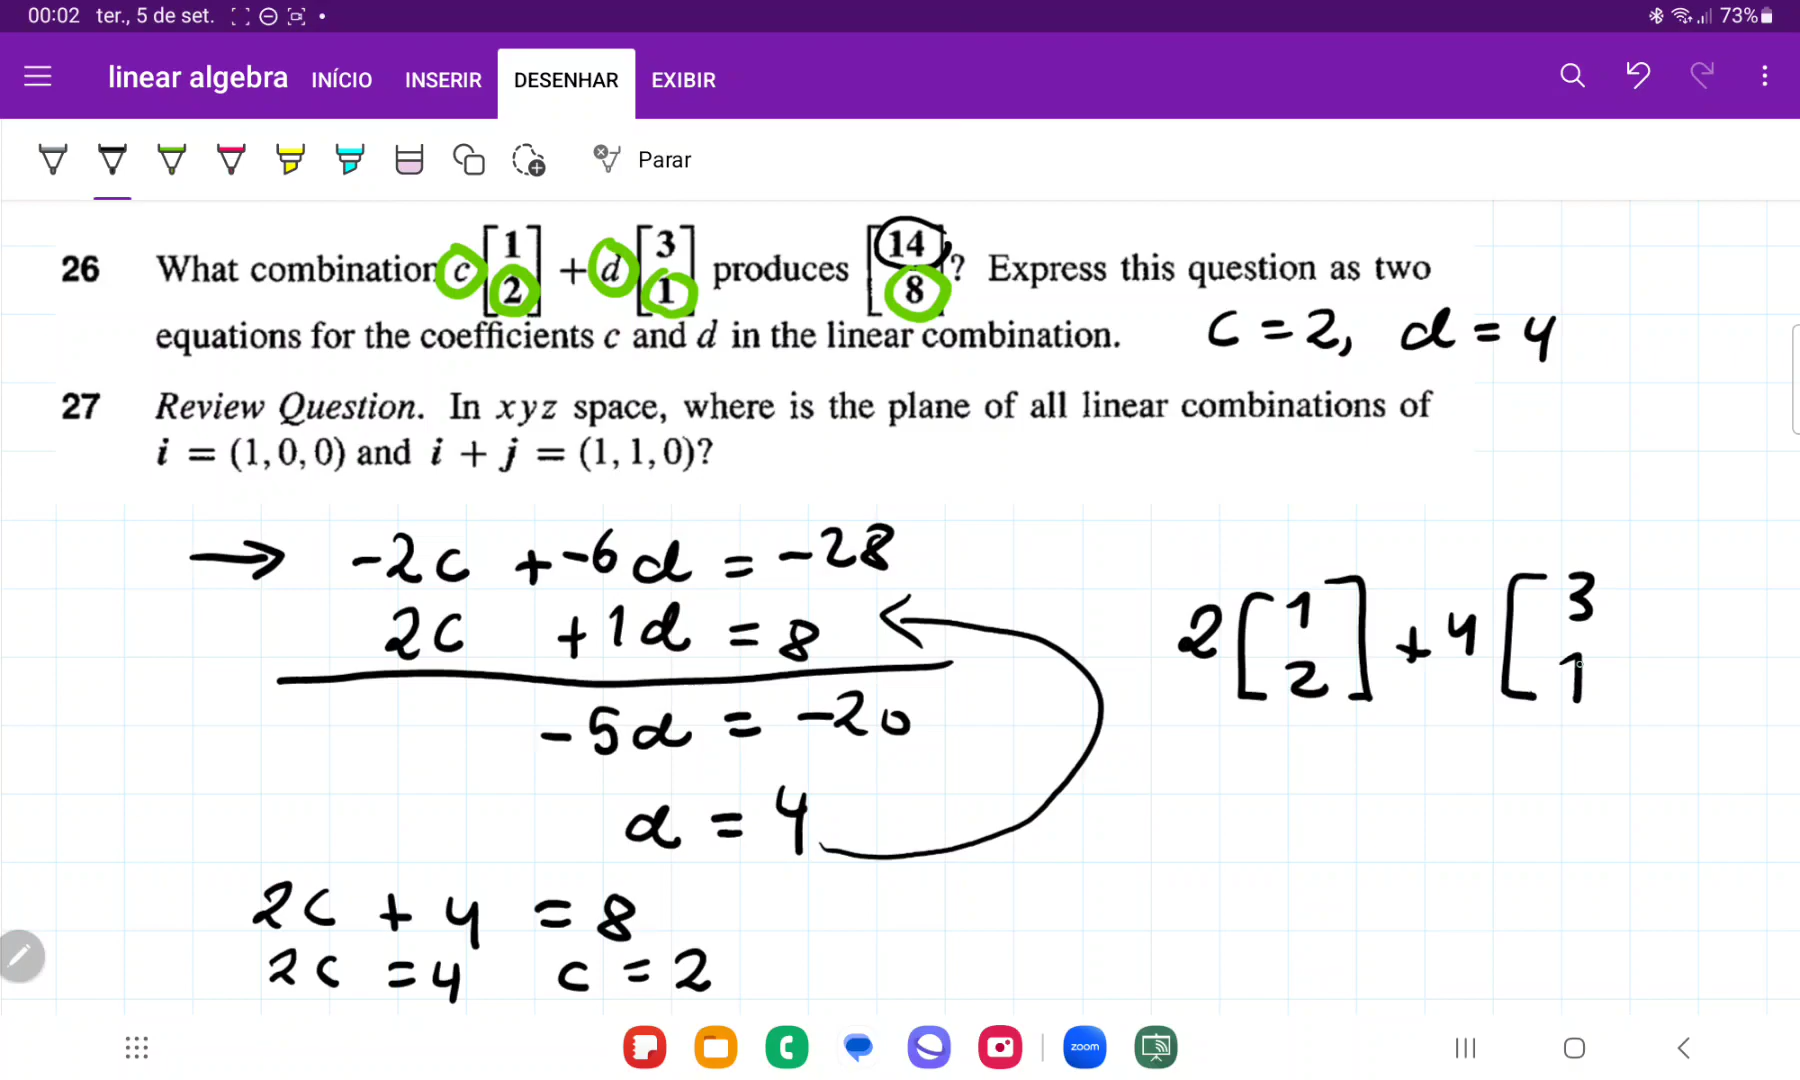 00:02 ter., 5 de set. 73%
linear algebra INÍCIO INSERIR DESENHAR EXIBIR
Parar
26 What combination c [1 2] + d [3 1] produces [14 8]? Express this question as two
equations for the coefficients c and d in the linear combination.
c = 2, d = 4
27 Review Question. In xyz space, where is the plane of all linear combinations of
i = (1, 0, 0) and i + j = (1, 1, 0)?
→ -2c + -6d = -28
2c + 1d = 8
-5d = -20
d = 4
2c + 4 = 8
2c = 4 c = 2
2 [1 2] + 4 [3 1
zoom